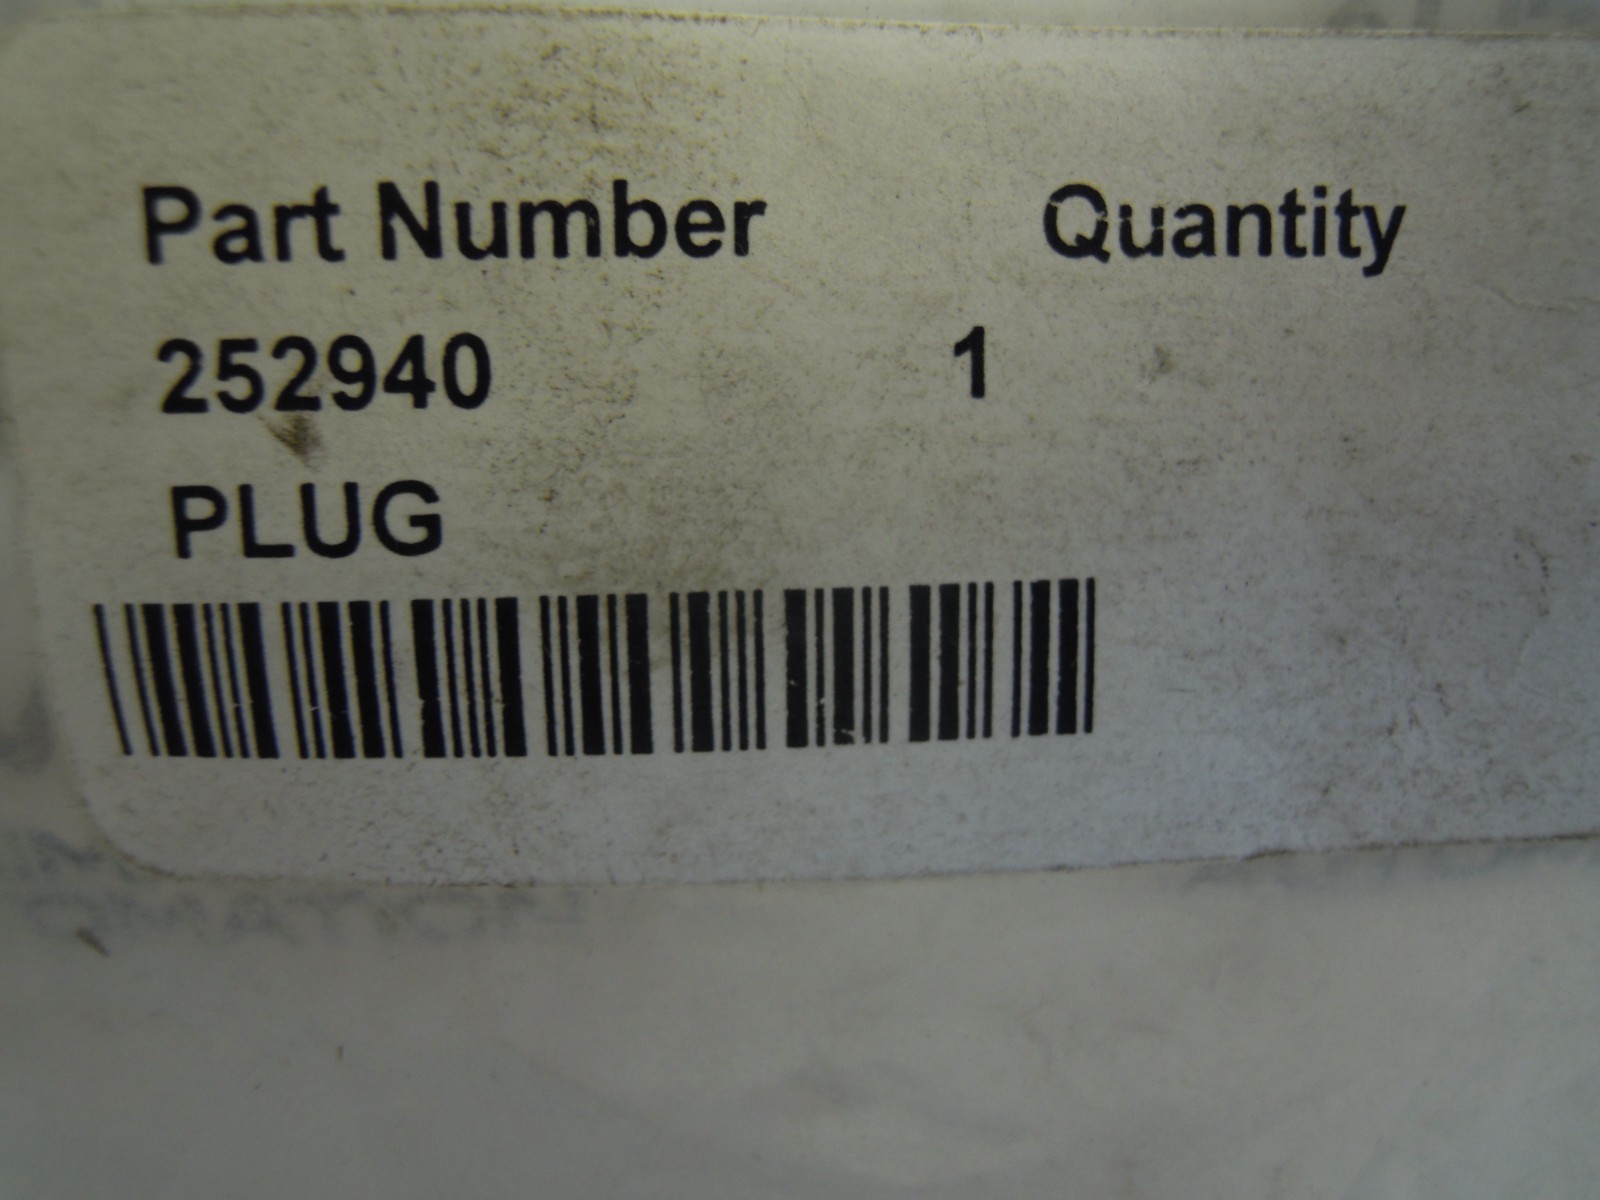 Part Number Quantity
252940 1
PLUG